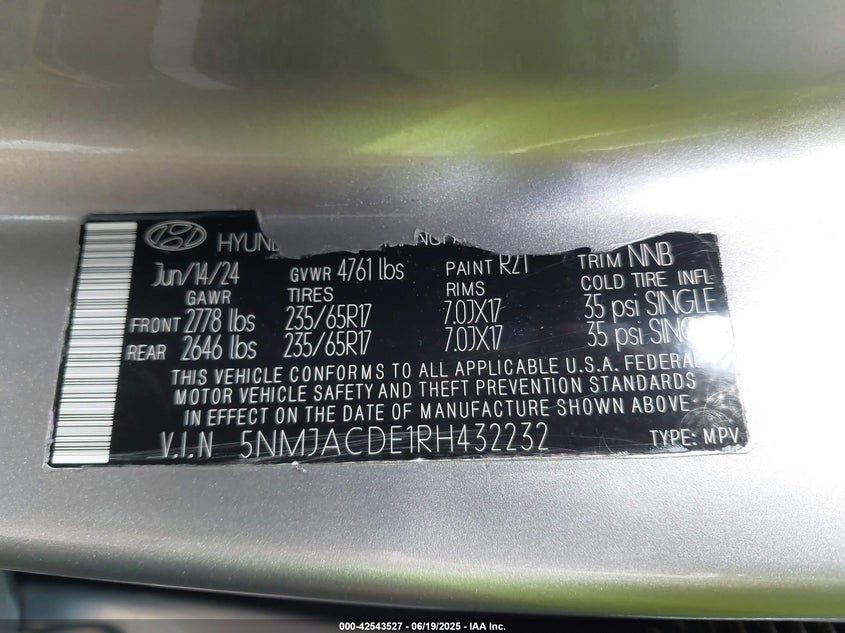 HYUND
Jun/14/24 GVWR 4761 lbs PAINT R2T TRIM NNB
GAWR TIRES RIMS COLD TIRE INFL
FRONT 2778 lbs 235/65R17 7.0JX17 35 psi SINGLE
REAR 2646 lbs 235/65R17 7.0JX17 35 psi SING
THIS VEHICLE CONFORMS TO ALL APPLICABLE U.S.A. FEDERAL
MOTOR VEHICLE SAFETY AND THEFT PREVENTION STANDARDS
IN EFFECT ON THE DATE OF MANUFACTURE SHOWN ABOVE
V.I.N 5NMJACDE1RH432232 TYPE: MPV
000-42543527 - 06/19/2025 - IAA Inc.